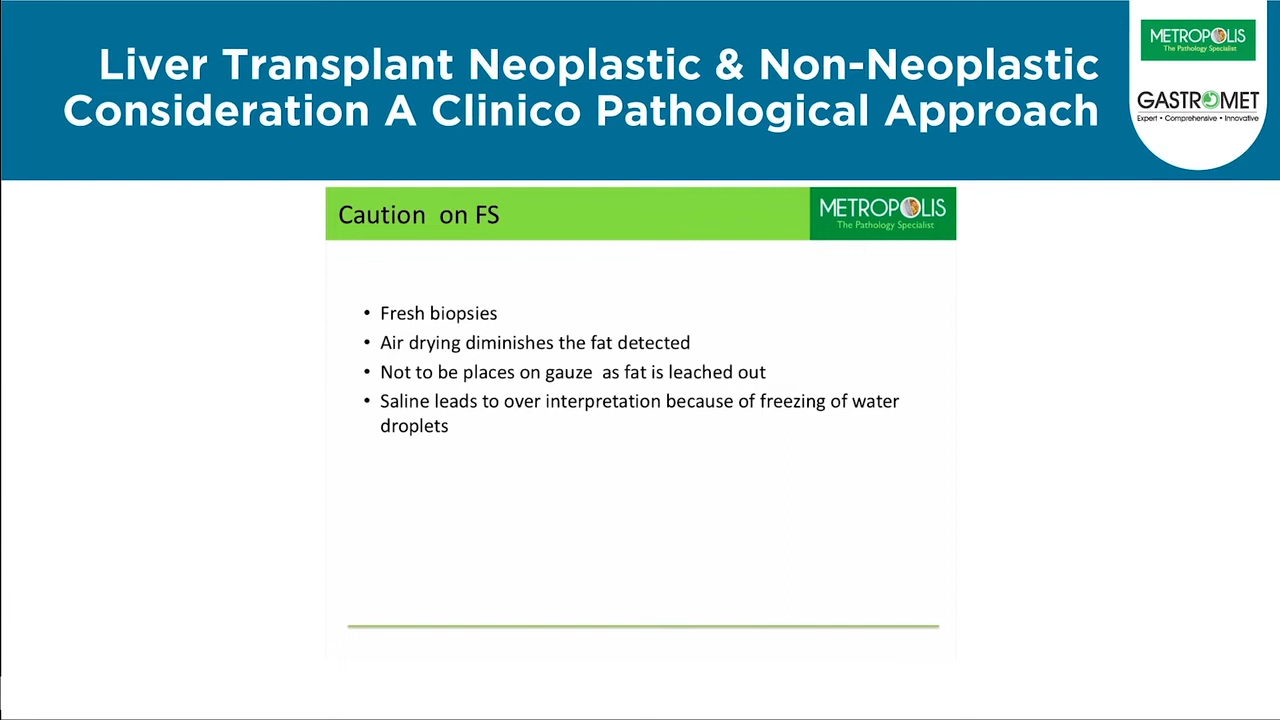 Liver Transplant Neoplastic & Non-Neoplastic
Consideration A Clinico Pathological Approach
METROPOLIS
The Pathology Specialist
GASTROMET
Expert • Comprehensive • Innovative
Caution on FS
METROPOLIS
The Pathology Specialist
• Fresh biopsies
• Air drying diminishes the fat detected
• Not to be places on gauze as fat is leached out
• Saline leads to over interpretation because of freezing of water
droplets